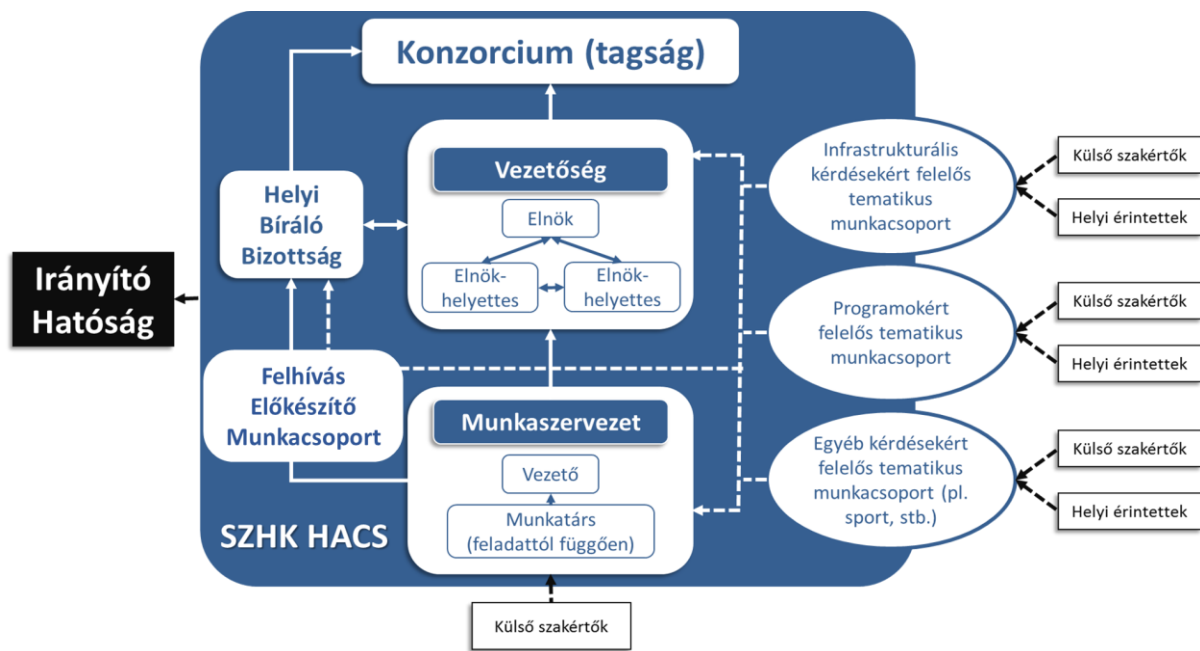 Konzorcium (tagság)
Vezetőség
Elnök
Elnök-
helyettes
Elnök-
helyettes
Helyi
Bíráló
Bizottság
Irányító
Hatóság
Felhívás
Előkészítő
Munkacsoport
Munkaszervezet
Vezető
Munkatárs
(feladattól függően)
SZHK HACS
Külső szakértők
Infrastrukturális
kérdésekért felelős
tematikus
munkacsoport
Külső szakértők
Helyi érintettek
Programokért
felelős tematikus
munkacsoport
Külső szakértők
Helyi érintettek
Egyéb kérdésekért
felelős tematikus
munkacsoport (pl.
sport, stb.)
Külső szakértők
Helyi érintettek